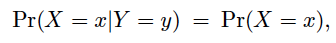 Pr(X = x|Y = y) = Pr(X = x),